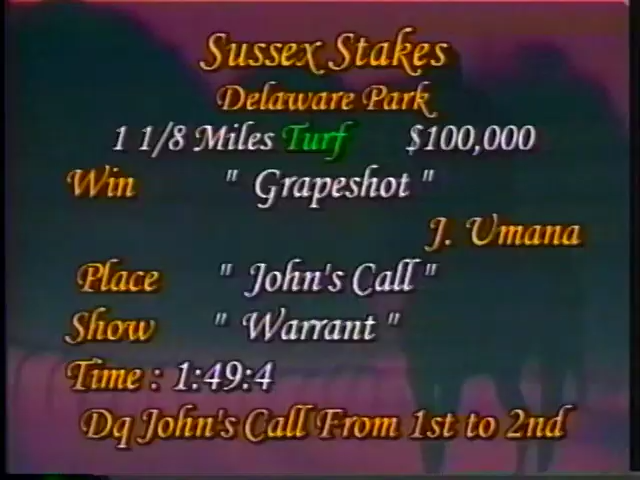 Sussex Stakes
Delaware Park
1 1/8 Miles Turf $100,000
Win " Grapeshot "
J. Umana
Place " John's Call "
Show " Warrant "
Time : 1:49:4
Dq John's Call From 1st to 2nd